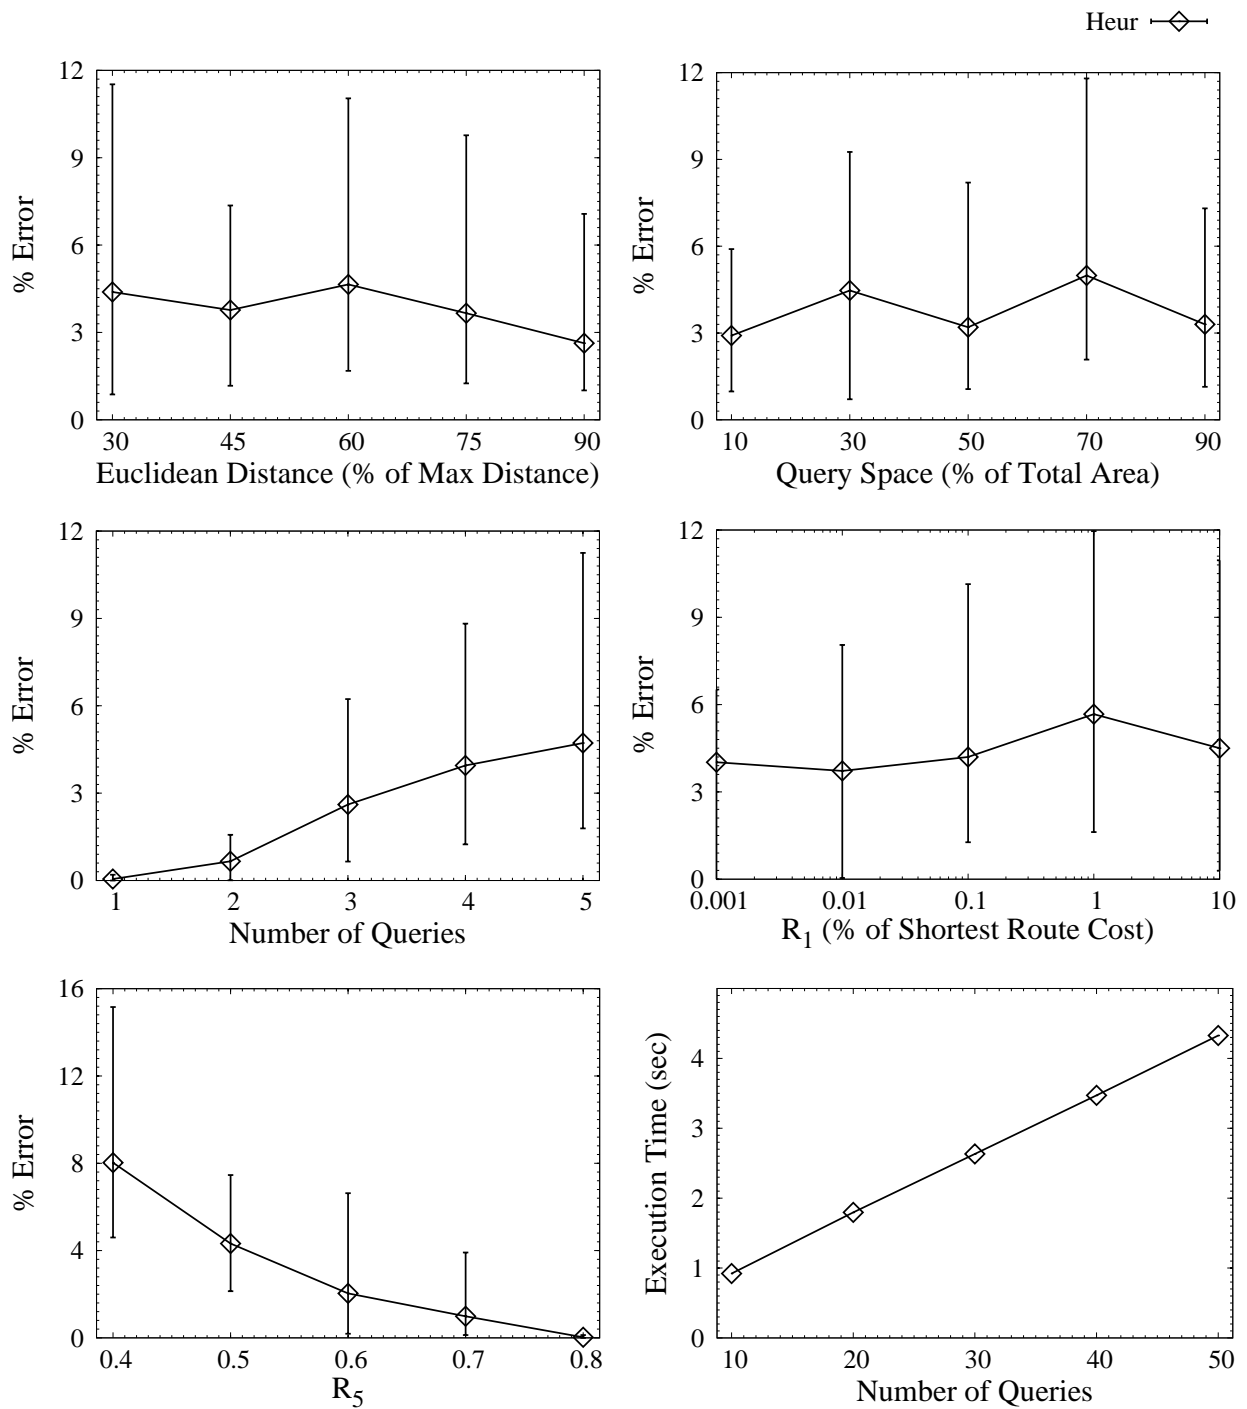 Heur
12
9
6
3
0
% Error
30 45 60 75 90
Euclidean Distance (% of Max Distance)
12
9
6
3
0
% Error
10 30 50 70 90
Query Space (% of Total Area)
12
9
6
3
0
% Error
1 2 3 4 5
Number of Queries
12
9
6
3
0
% Error
0.001 0.01 0.1 1 10
R1 (% of Shortest Route Cost)
16
12
8
4
0
% Error
0.4 0.5 0.6 0.7 0.8
R5
4
3
2
1
0
Execution Time (sec)
10 20 30 40 50
Number of Queries